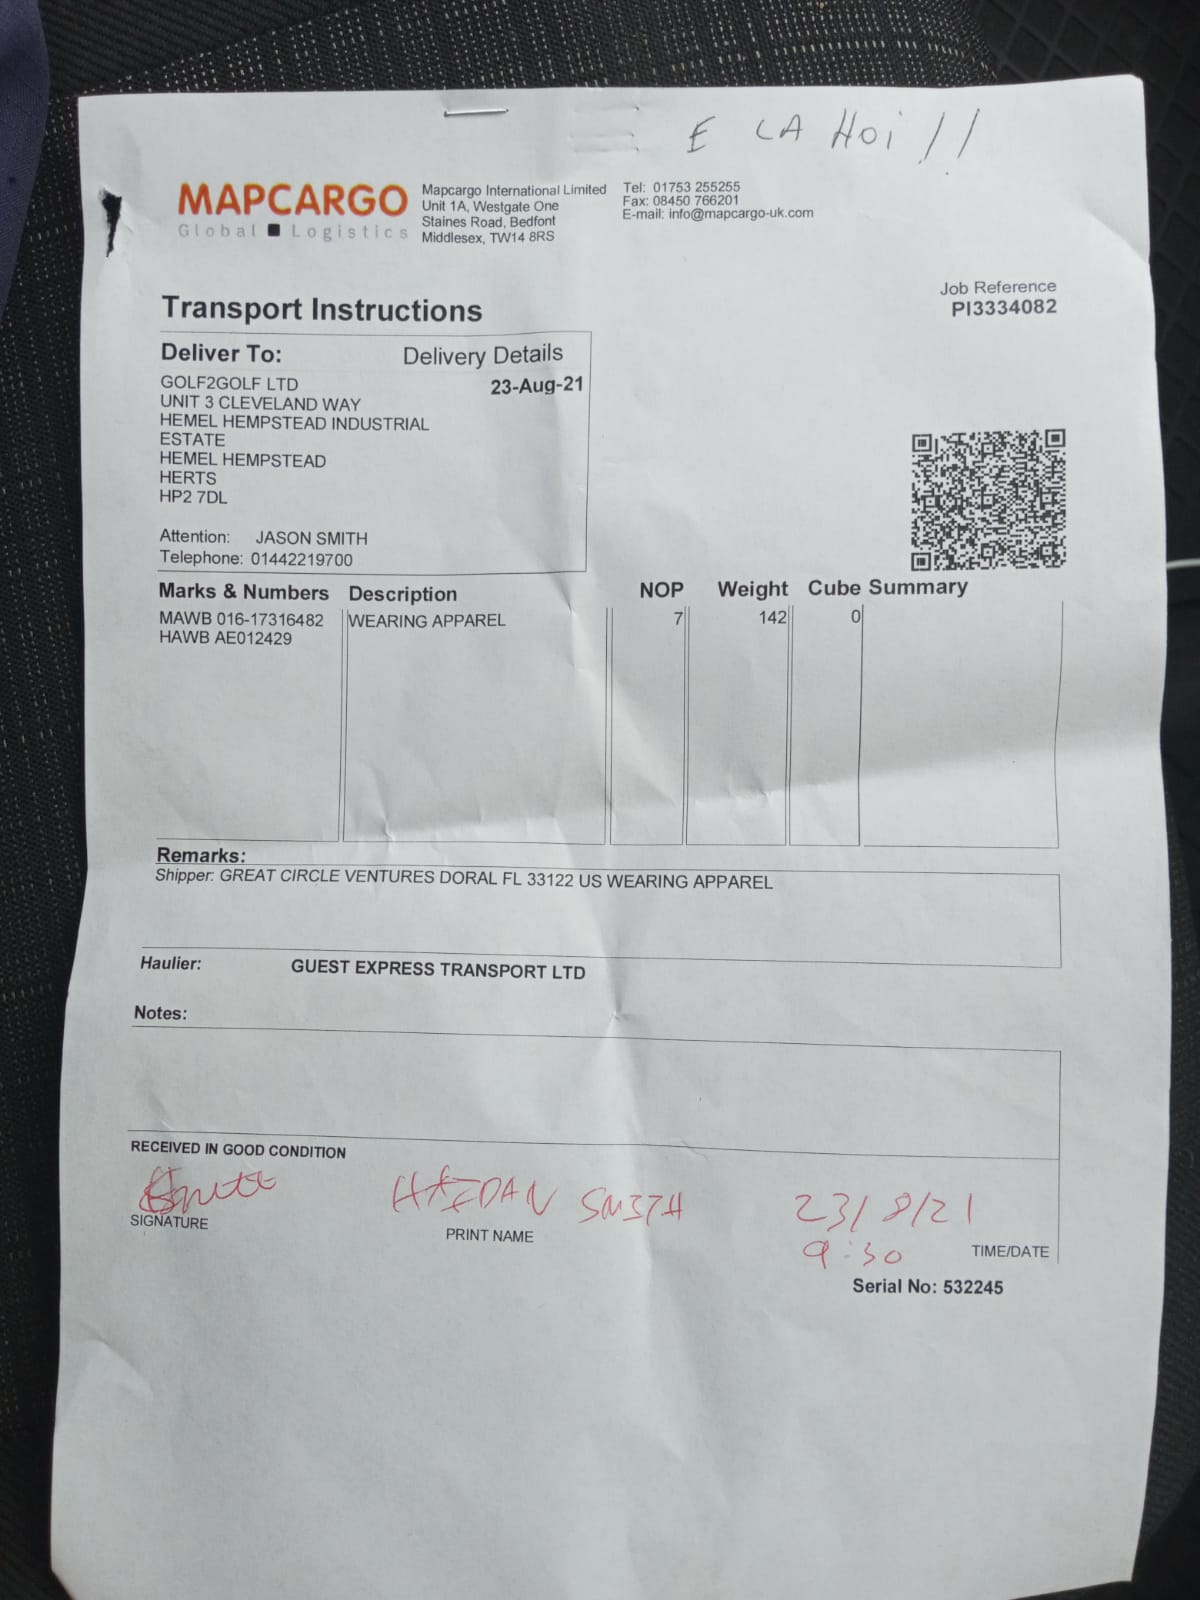 E LA HOi !!
MAPCARGO
Global Logistics
Mapcargo International Limited
Unit 1A, Westgate One
Staines Road, Bedfont
Middlesex, TW14 8RS
Tel: 01753 255255
Fax: 08450 766201
E-mail: info@mapcargo-uk.com
Job Reference
PI3334082
Transport Instructions
Deliver To: Delivery Details
23-Aug-21
GOLF2GOLF LTD
UNIT 3 CLEVELAND WAY
HEMEL HEMPSTEAD INDUSTRIAL
ESTATE
HEMEL HEMPSTEAD
HERTS
HP2 7DL
Attention: JASON SMITH
Telephone: 01442219700
Marks & Numbers Description NOP Weight Cube Summary
MAWB 016-17316482 WEARING APPAREL 7 142 0
HAWB AE012429
Remarks:
Shipper: GREAT CIRCLE VENTURES DORAL FL 33122 US WEARING APPAREL
Haulier: GUEST EXPRESS TRANSPORT LTD
Notes:
RECEIVED IN GOOD CONDITION
SMITH 23/8/21
SIGNATURE PRINT NAME 9:30 TIME/DATE
Serial No: 532245